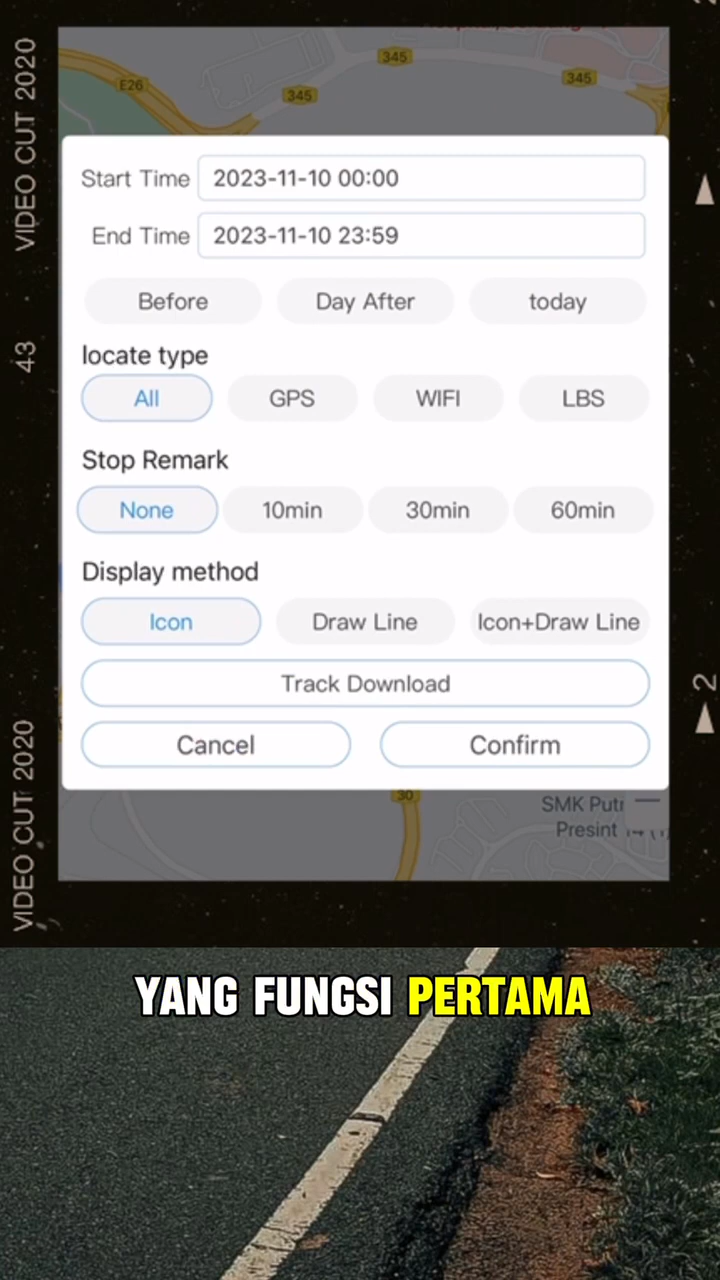 VIDEO CUT 2020
43
VIDEO CUT 2020
2
345
E26
345
345
Start Time 2023-11-10 00:00
End Time 2023-11-10 23:59
Before Day After today
locate type
All GPS WIFI LBS
Stop Remark
None 10min 30min 60min
Display method
Icon Draw Line Icon+Draw Line
Track Download
Cancel Confirm
30
SMK Putr
Presint
YANG FUNGSI PERTAMA